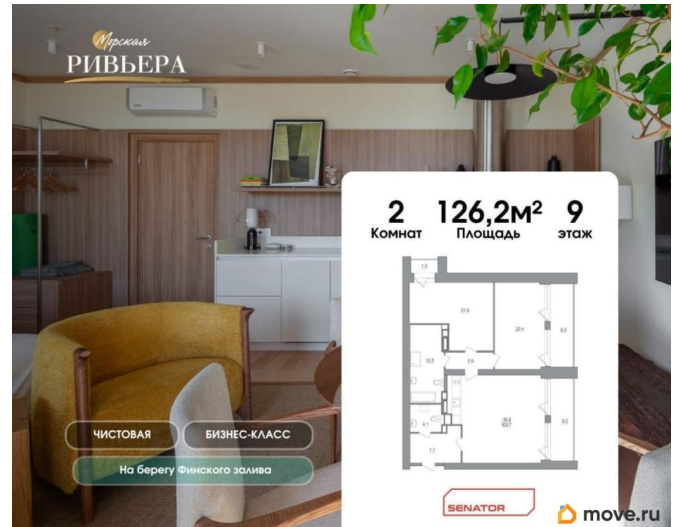 Морская
РИВЬЕРА
2 126,2м² 9
Комнат Площадь этаж
ЧИСТОВАЯ БИЗНЕС-КЛАСС
На берегу Финского залива
SENATOR
move.ru